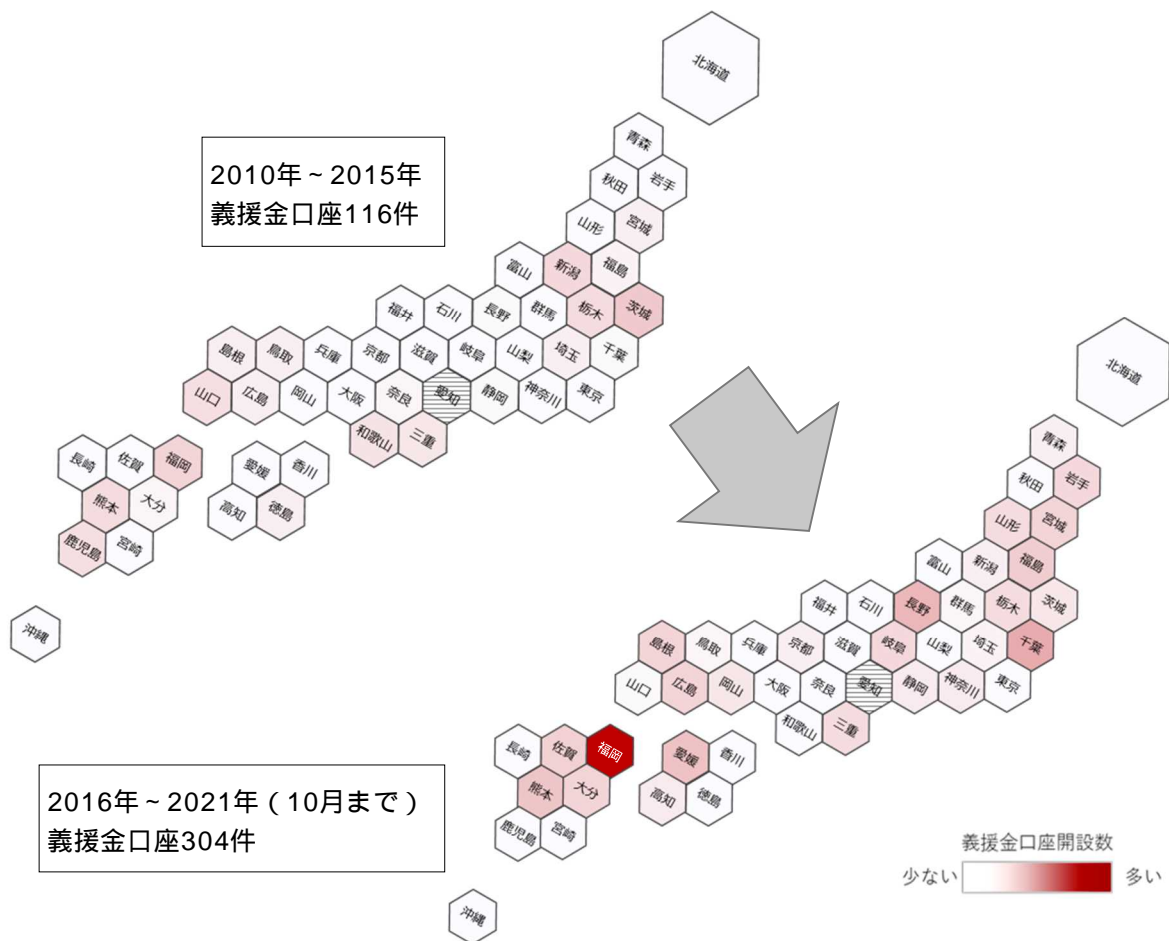 北海道
青森
2010年~2015年
義援金口座116件
秋田
岩手
山形
宮城
富山
新潟
福島
福井
石川
長野
群馬
栃木
茨城
島根
鳥取
兵庫
京都
滋賀
岐阜
山梨
埼玉
千葉
山口
広島
岡山
大阪
奈良
愛知
静岡
神奈川
東京
和歌山
三重
長崎
佐賀
福岡
愛媛
香川
熊本
大分
高知
徳島
鹿児島
宮崎
沖縄
北海道
青森
秋田
岩手
山形
宮城
富山
新潟
福島
福井
石川
長野
群馬
栃木
茨城
島根
鳥取
兵庫
京都
滋賀
岐阜
山梨
埼玉
千葉
山口
広島
岡山
大阪
奈良
愛知
静岡
神奈川
東京
和歌山
三重
長崎
佐賀
福岡
愛媛
香川
熊本
大分
高知
徳島
鹿児島
宮崎
沖縄
2016年~2021年(10月まで)
義援金口座304件
義援金口座開設数
少ない 多い